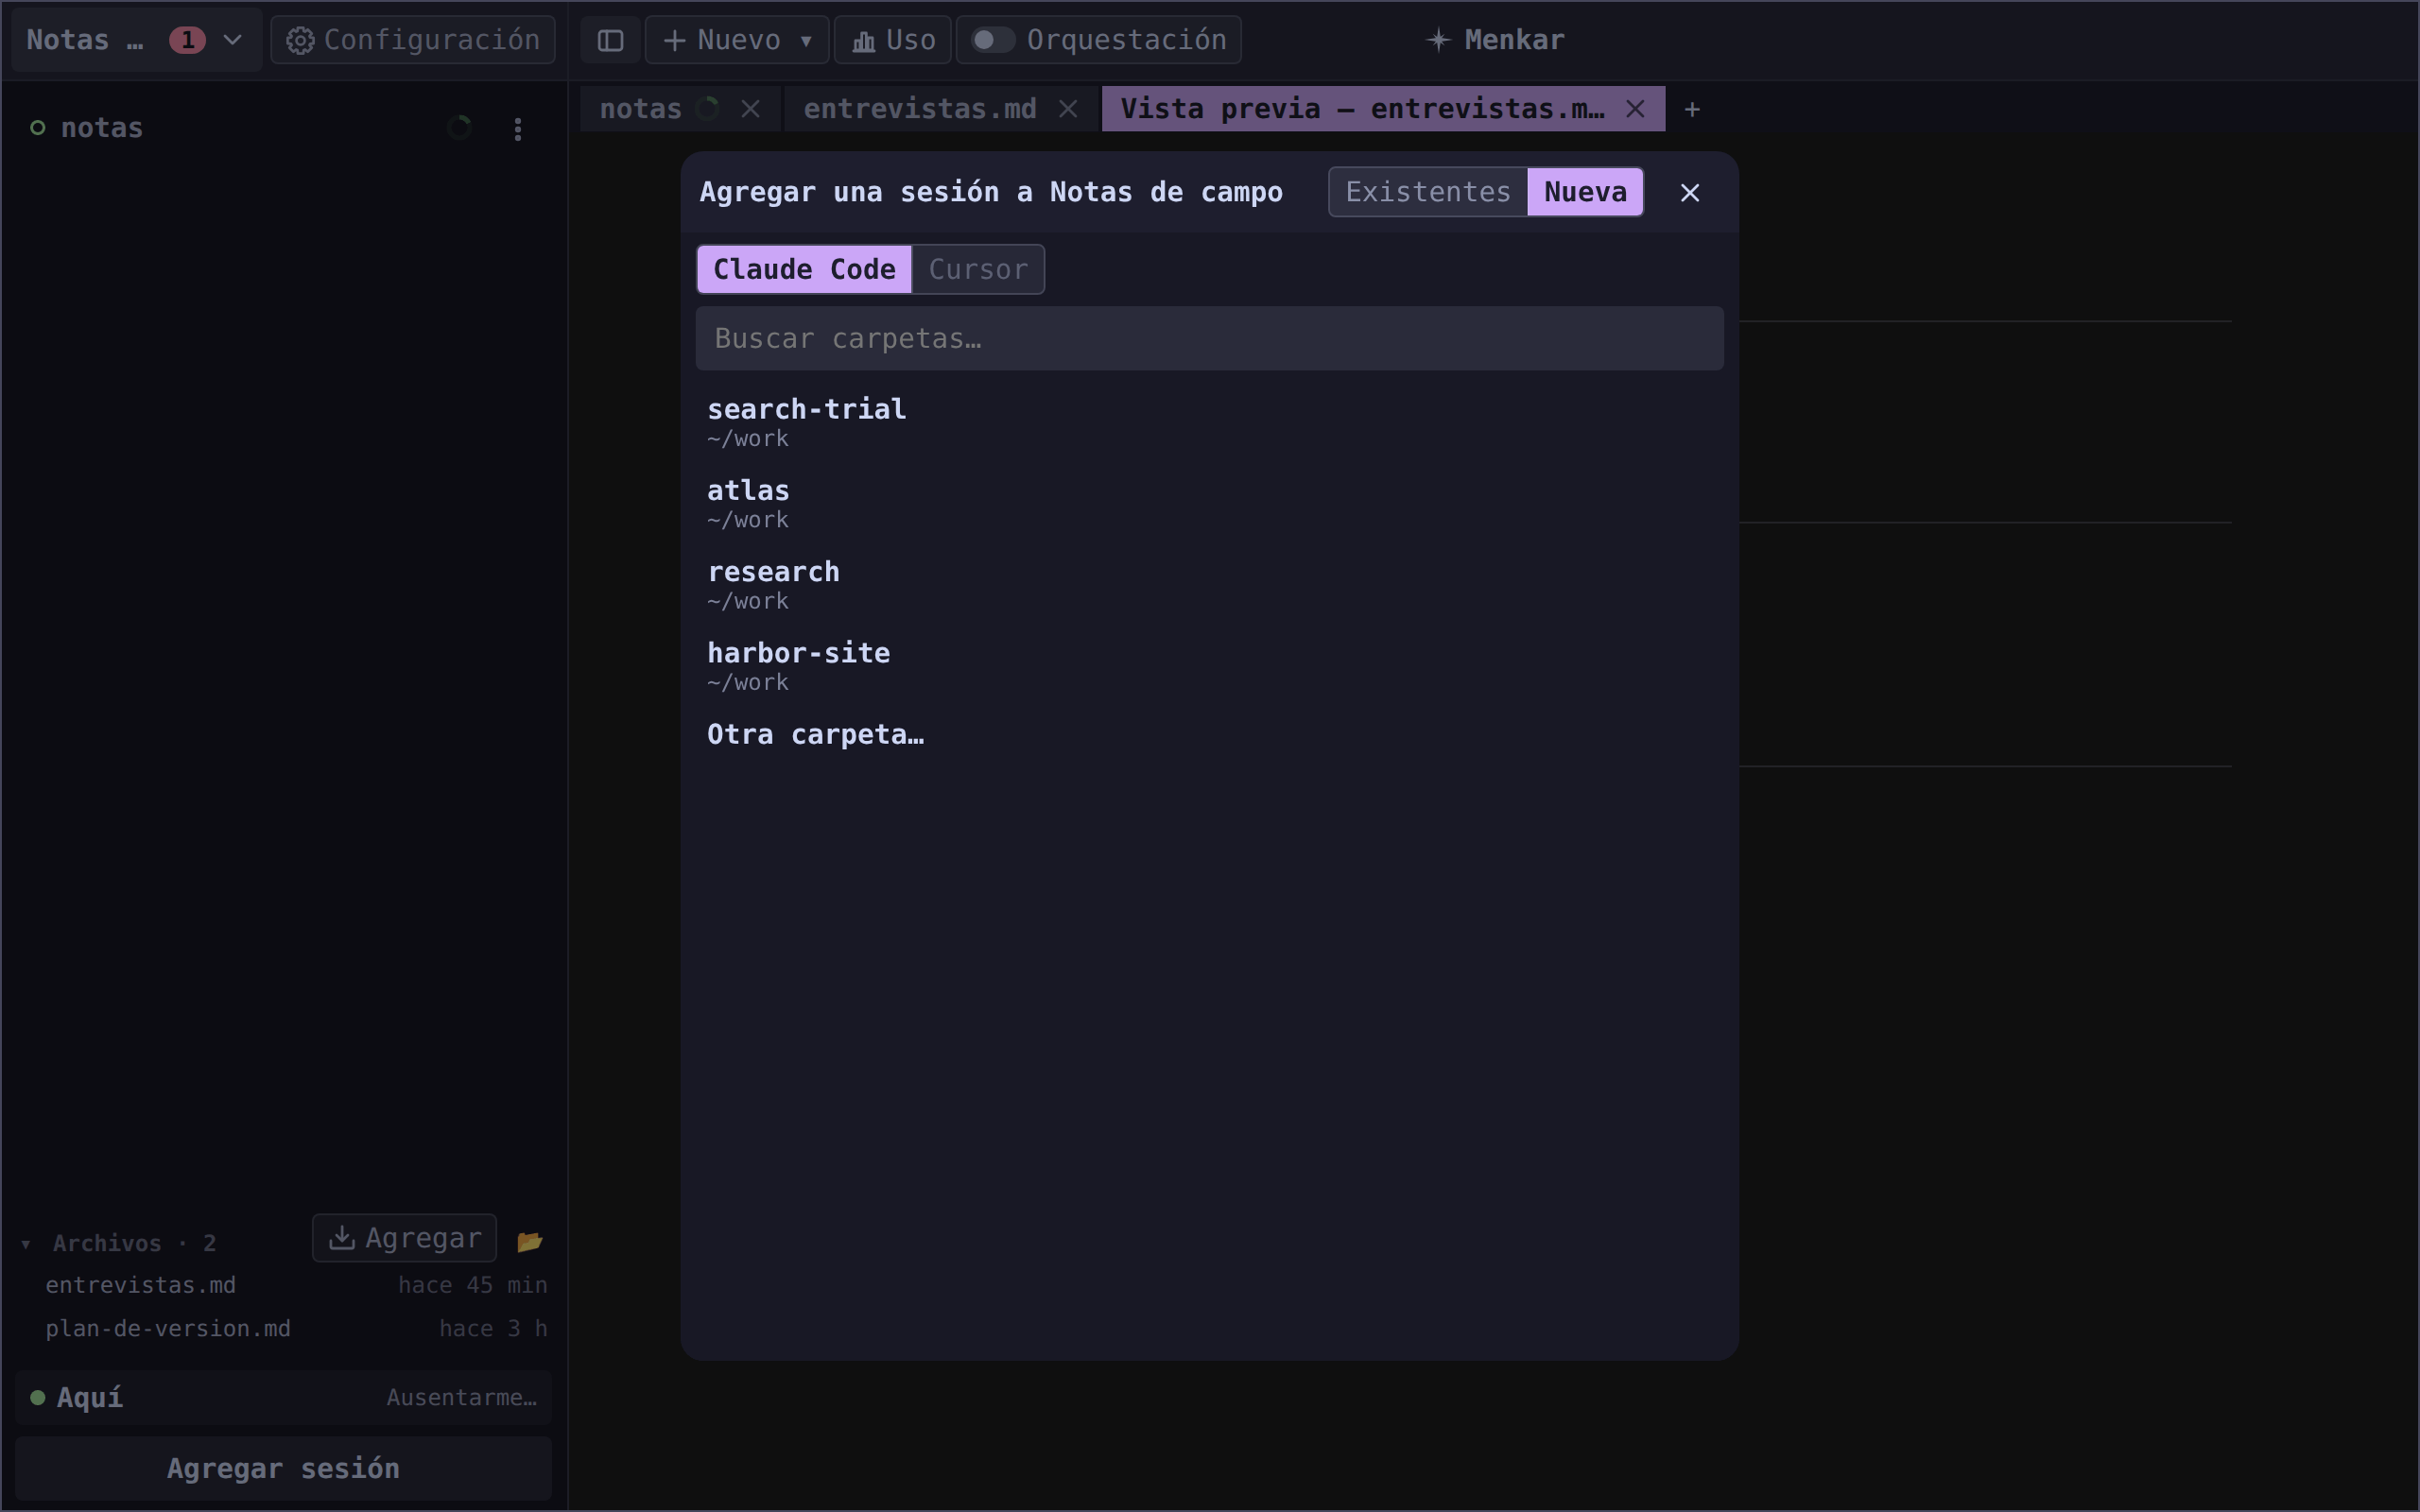 Notas … 1
Configuración
Nuevo ▾
Uso
Orquestación
Menkar
notas
notas
entrevistas.md
Vista previa — entrevistas.m…
+
Agregar una sesión a Notas de campo
Existentes
Nueva
Claude Code
Cursor
Buscar carpetas…
search-trial
~/work
atlas
~/work
research
~/work
harbor-site
~/work
Otra carpeta…
Archivos · 2
Agregar
entrevistas.md hace 45 min
plan-de-version.md hace 3 h
Aquí Ausentarme…
Agregar sesión